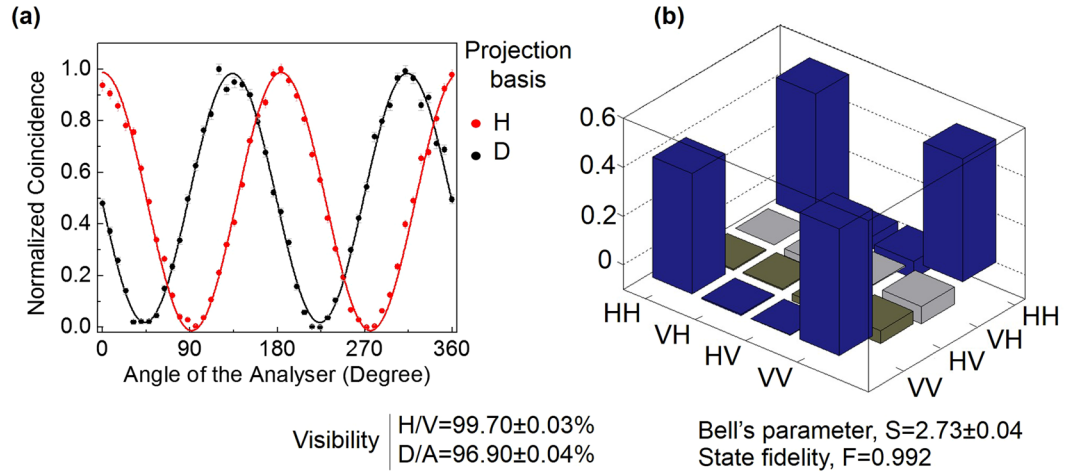 (a)
Normalized Coincidence
1.0
0.8
0.6
0.4
0.2
0.0
0 90 180 270 360
Angle of the Analyser (Degree)
Projection
basis
H
D
Visibility
H/V=99.70±0.03%
D/A=96.90±0.04%
(b)
0.6
0.4
0.2
0
HH
VH
HV
VV
VV
HV
VH
HH
Bell's parameter, S=2.73±0.04
State fidelity, F=0.992